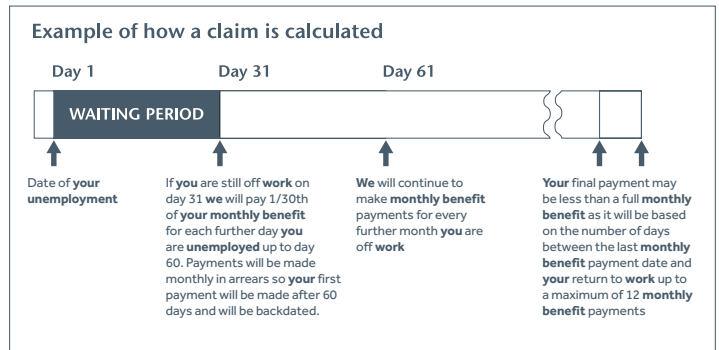 Example of how a claim is calculated
Day 1 Day 31 Day 61
WAITING PERIOD
Date of your
unemployment
If you are still off work on
day 31 we will pay 1/30th
of your monthly benefit
for each further day you
are unemployed up to day
60. Payments will be made
monthly in arrears so your first
payment will be made after 60
days and will be backdated.
We will continue to
make monthly benefit
payments for every
further month you are
off work
Your final payment may
be less than a full monthly
benefit as it will be based
on the number of days
between the last monthly
benefit payment date and
your return to work up to
a maximum of 12 monthly
benefit payments